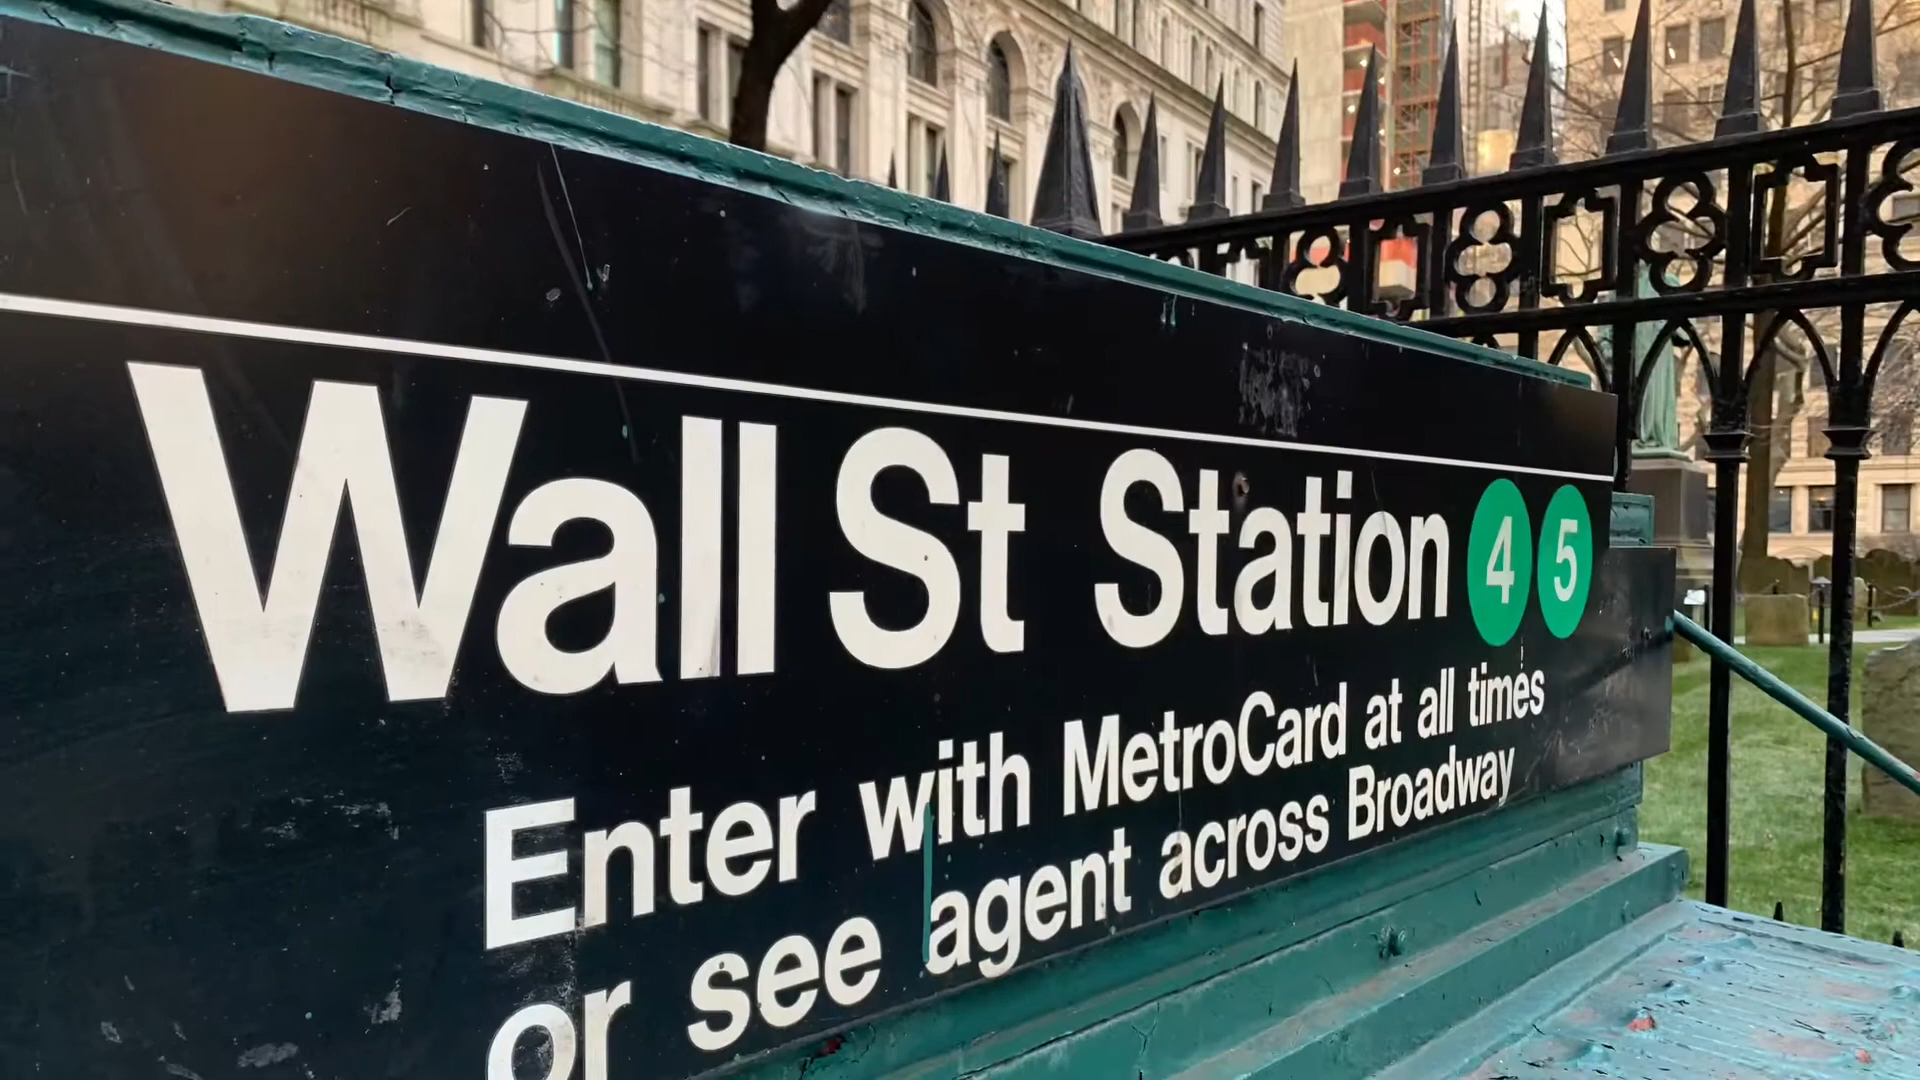 Wall St Station 4 5
Enter with MetroCard at all times
or see agent across Broadway